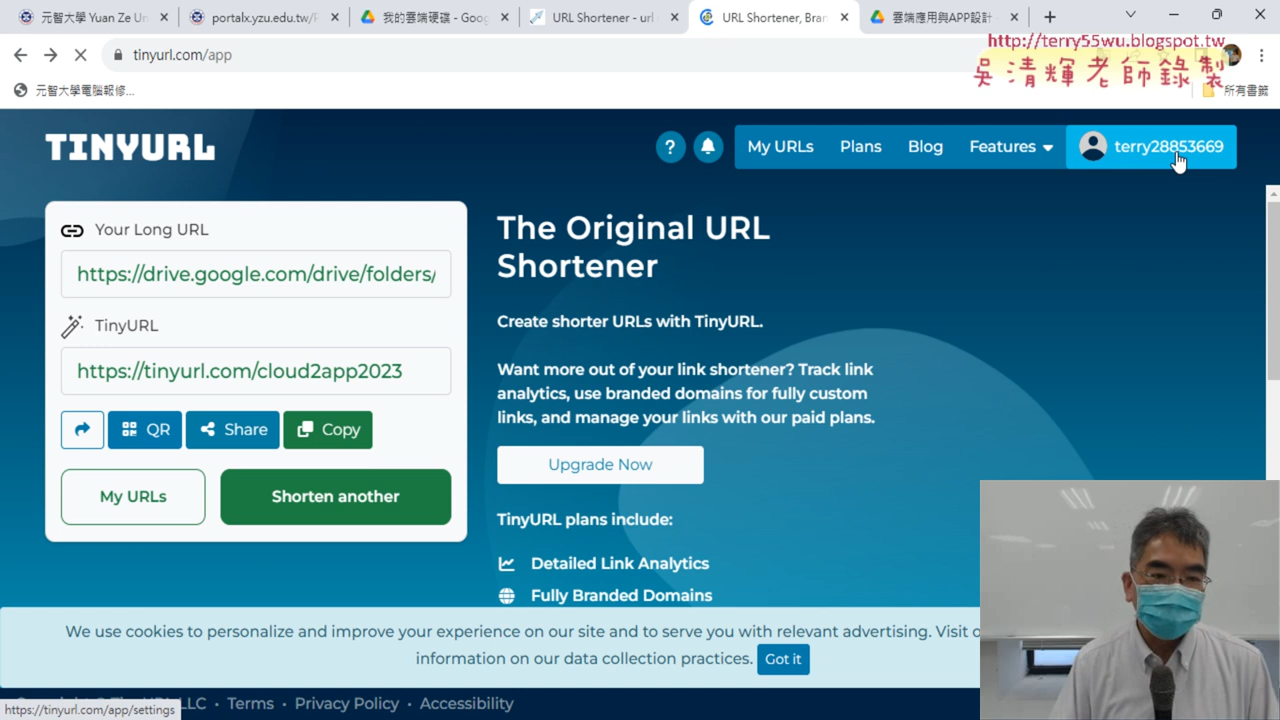 元智大學 Yuan Ze Un
portalx.yzu.edu.tw/P
我的雲端硬碟 - Goog
URL Shortener - url
URL Shortener, Bran
雲端應用與APP設計
tinyurl.com/app
http://terry55wu.blogspot.tw
吳清輝老師錄製
元智大學電腦報修...
所有書籤
TINYURL
?
My URLs
Plans
Blog
Features
terry28853669
Your Long URL
https://drive.google.com/drive/folders/
TinyURL
https://tinyurl.com/cloud2app2023
QR
Share
Copy
My URLs
Shorten another
The Original URL
Shortener
Create shorter URLs with TinyURL.
Want more out of your link shortener? Track link
analytics, use branded domains for fully custom
links, and manage your links with our paid plans.
Upgrade Now
TinyURL plans include:
Detailed Link Analytics
Fully Branded Domains
We use cookies to personalize and improve your experience on our site and to serve you with relevant advertising. Visit
information on our data collection practices.
Got it
LLC
Terms
Privacy Policy
Accessibility
https://tinyurl.com/app/settings